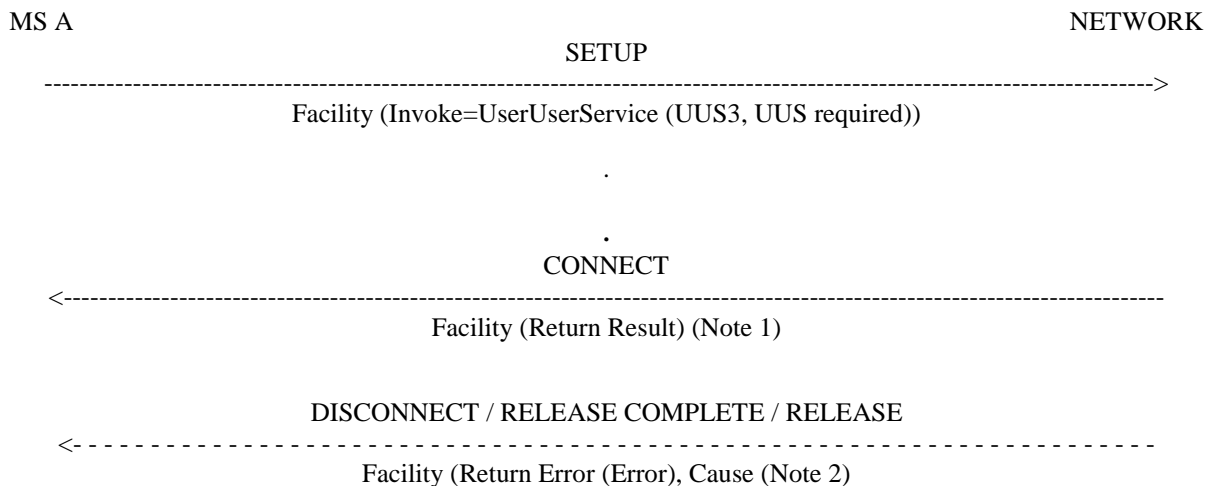 MS A NETWORK
SETUP
------------------------------------------------------------------------------------------------------------------------------->
Facility (Invoke=UserUserService (UUS3, UUS required))
.
.
CONNECT
<-------------------------------------------------------------------------------------------------------------------------------
Facility (Return Result) (Note 1)
DISCONNECT / RELEASE COMPLETE / RELEASE
<- - - - - - - - - - - - - - - - - - - - - - - - - - - - - - - - - - - - - - - - - - - - - - - - - - - - - - - - - - - - - - - - - - - - - -
Facility (Return Error (Error), Cause (Note 2)